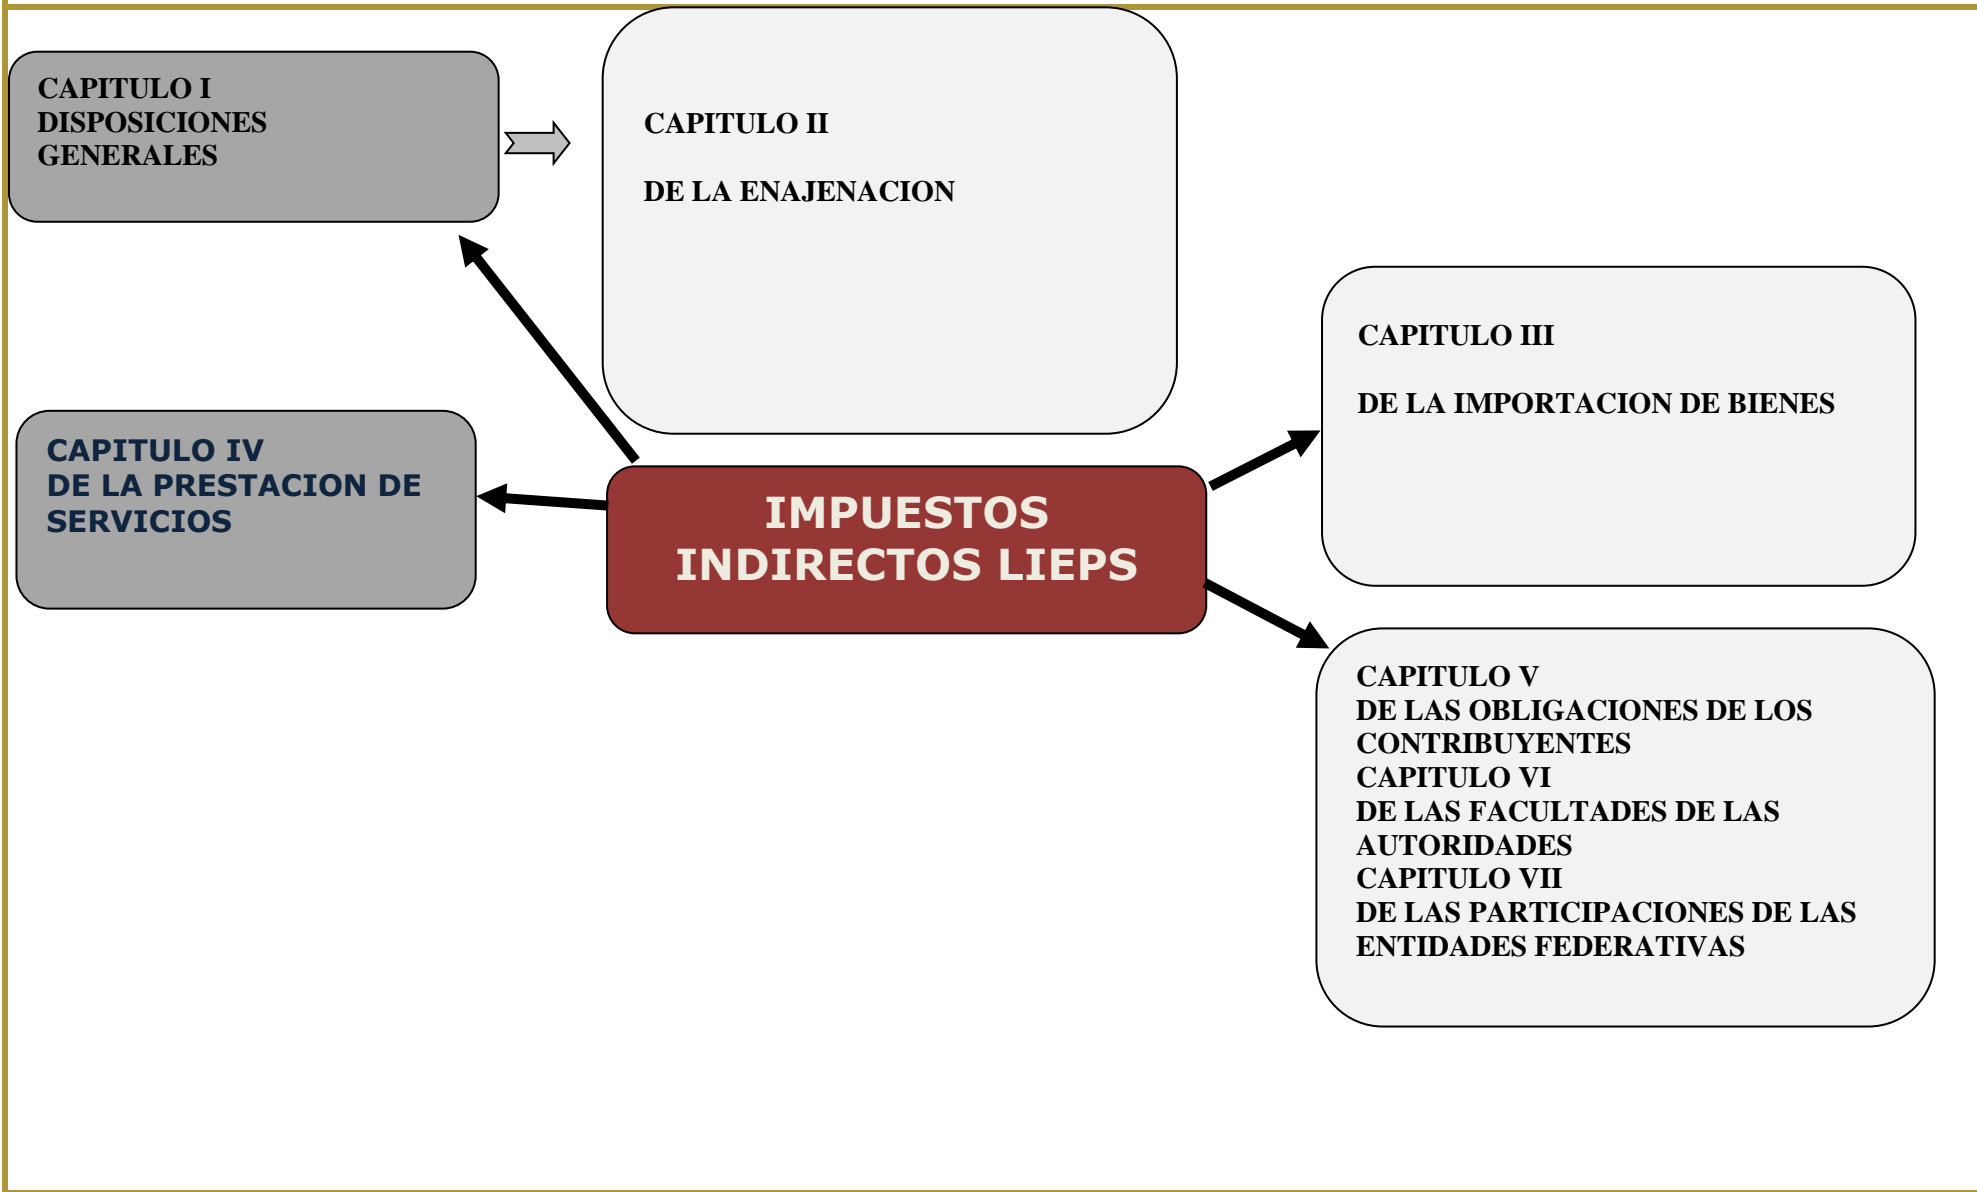 CAPITULO I
DISPOSICIONES
GENERALES
CAPITULO II
DE LA ENAJENACION
CAPITULO III
DE LA IMPORTACION DE BIENES
CAPITULO IV
DE LA PRESTACION DE
SERVICIOS
IMPUESTOS
INDIRECTOS LIEPS
CAPITULO V
DE LAS OBLIGACIONES DE LOS
CONTRIBUYENTES
CAPITULO VI
DE LAS FACULTADES DE LAS
AUTORIDADES
CAPITULO VII
DE LAS PARTICIPACIONES DE LAS
ENTIDADES FEDERATIVAS